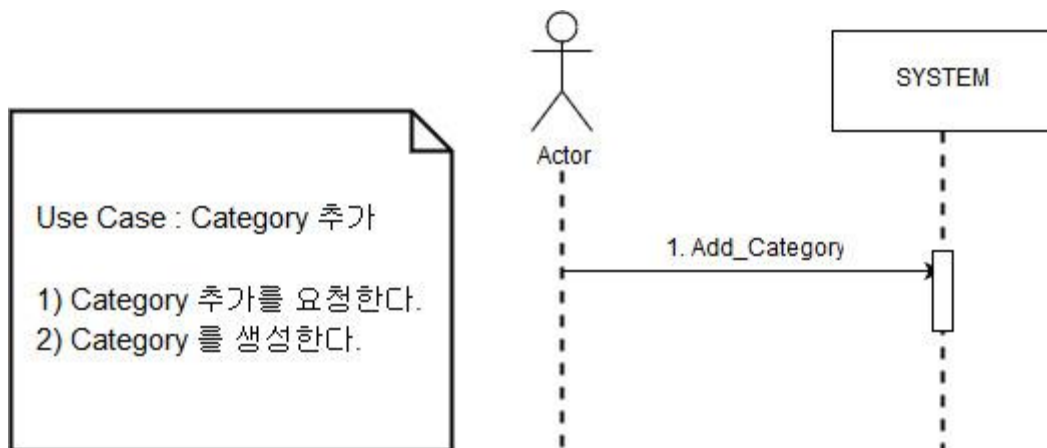 Use Case : Category 추가
1) Category 추가를 요청한다.
2) Category 를 생성한다.
Actor
SYSTEM
1. Add_Category